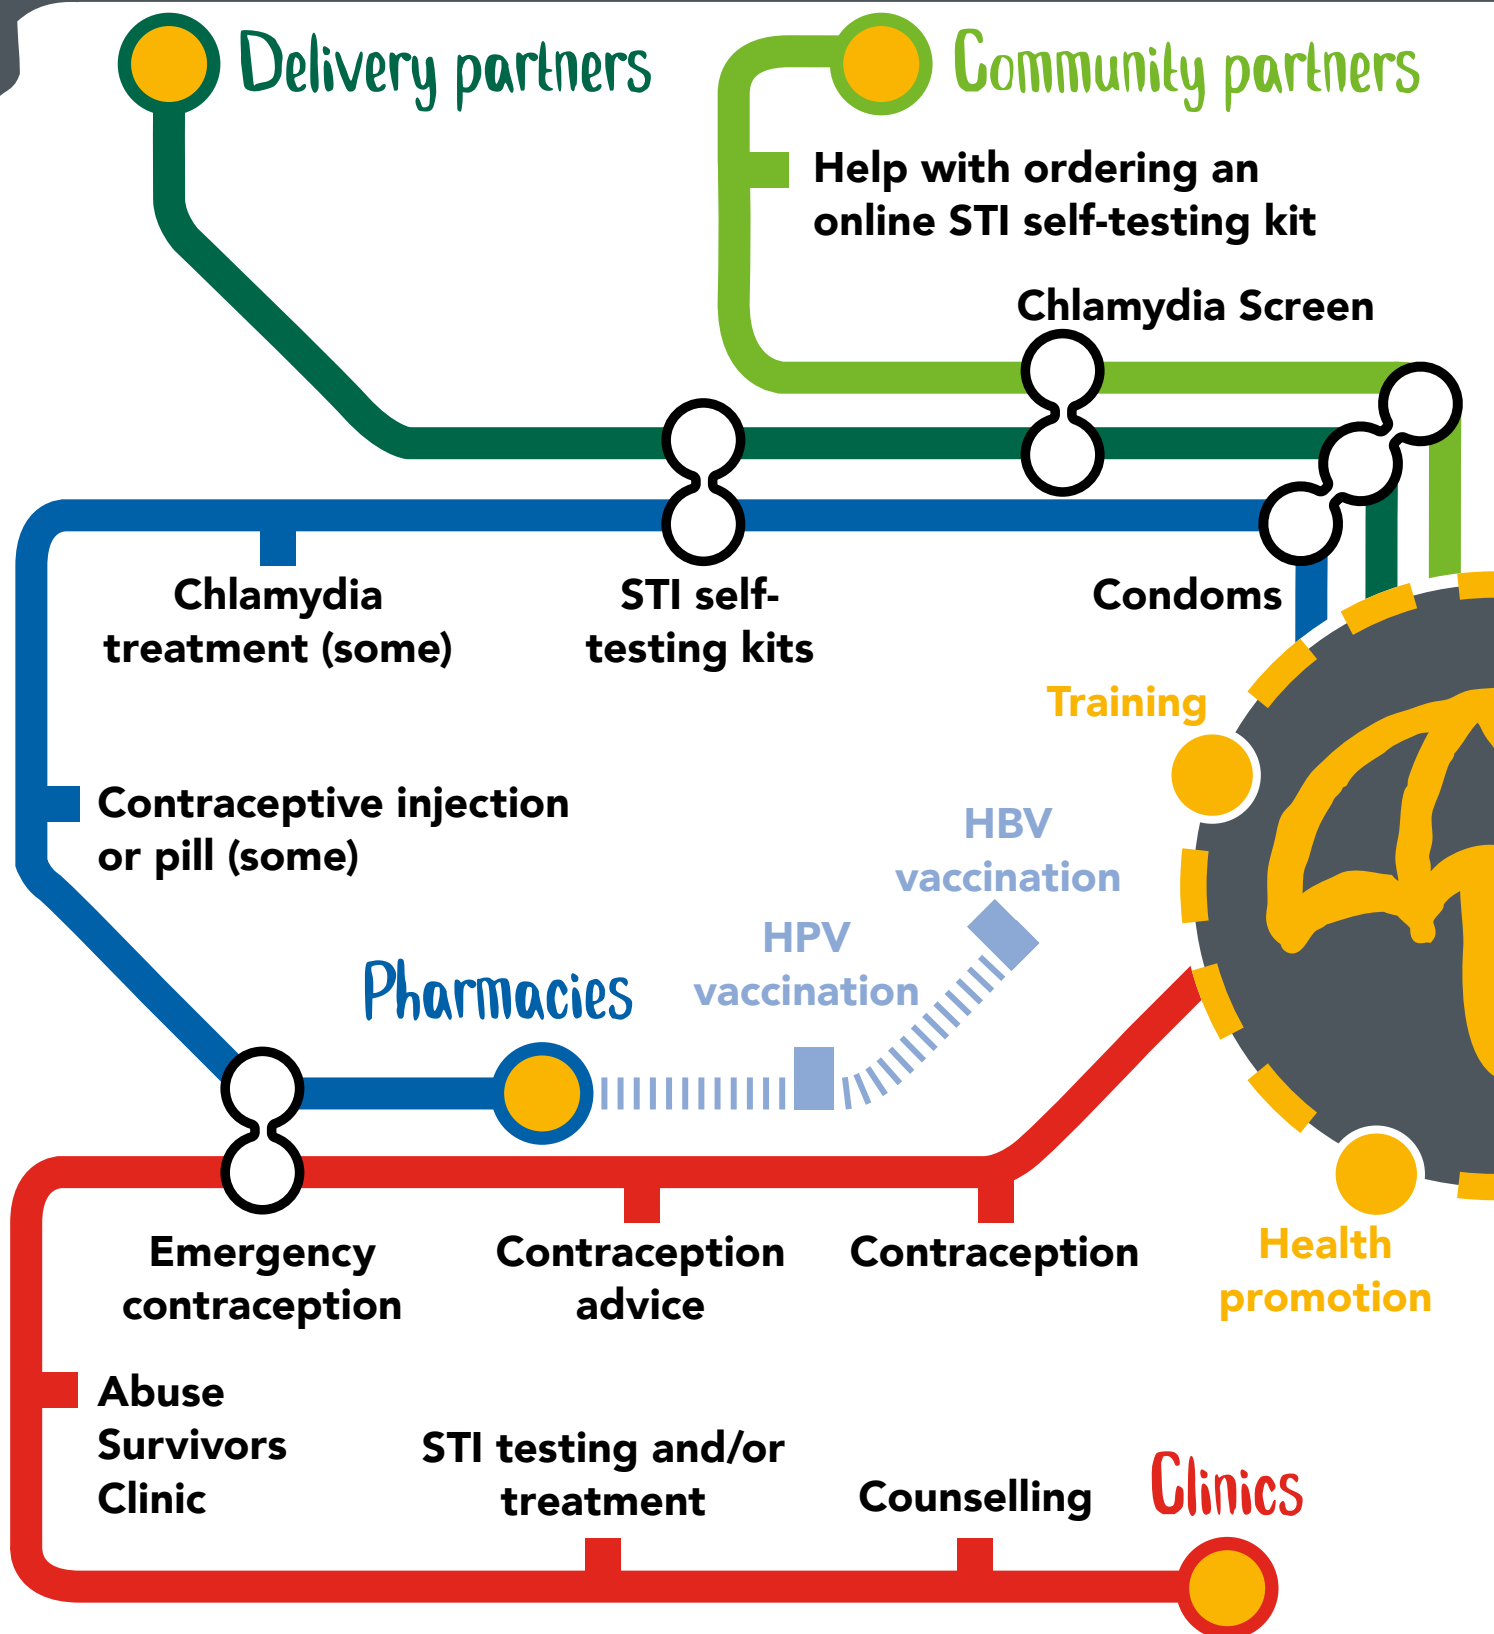 Delivery partners
Community partners
Help with ordering an
online STI self-testing kit
Chlamydia Screen
Chlamydia
treatment (some)
STI self-
testing kits
Condoms
Training
Contraceptive injection
or pill (some)
HBV
vaccination
HPV
vaccination
Pharmacies
Emergency
contraception
Contraception
advice
Contraception
Health
promotion
Abuse
Survivors
Clinic
STI testing and/or
treatment
Counselling
Clinics